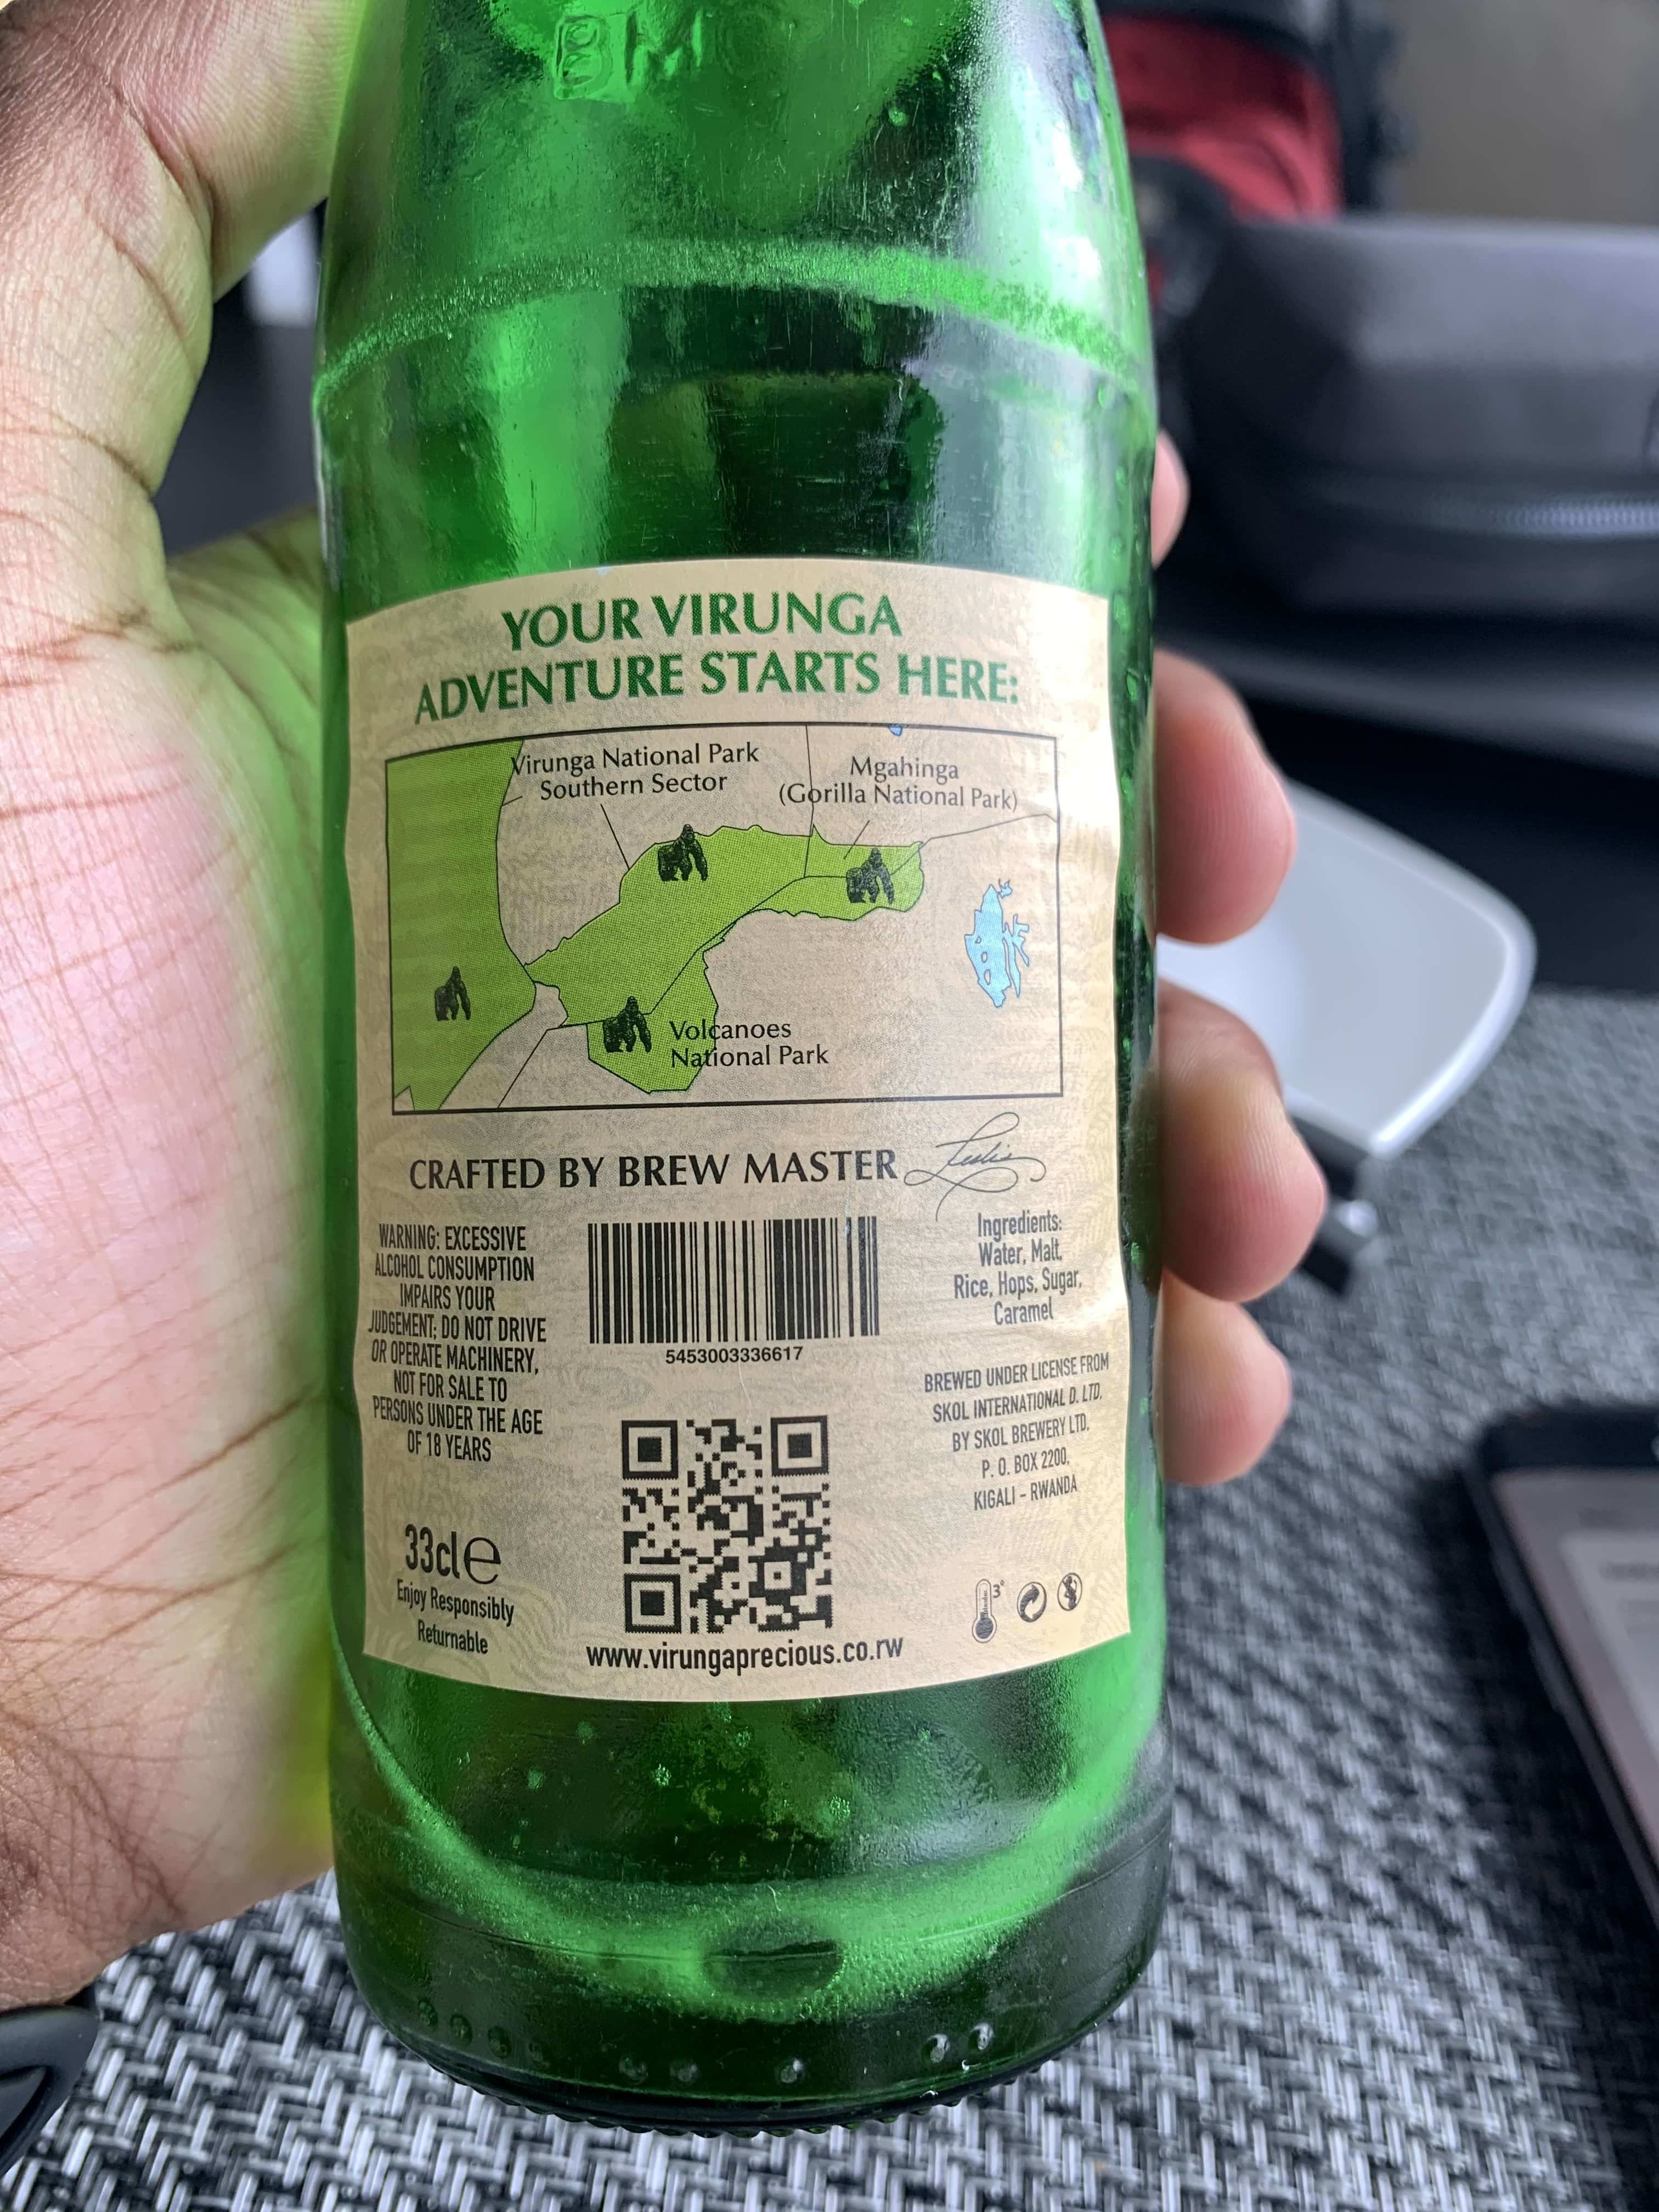 BM
YOUR VIRUNGA
ADVENTURE STARTS HERE:
Virunga National Park
Southern Sector
Mgahinga
(Gorilla National Park)
Volcanoes
National Park
CRAFTED BY BREW MASTER Leslie
WARNING: EXCESSIVE
ALCOHOL CONSUMPTION
IMPAIRS YOUR
JUDGEMENT; DO NOT DRIVE
OR OPERATE MACHINERY,
NOT FOR SALE TO
PERSONS UNDER THE AGE
OF 18 YEARS
33cl e
Enjoy Responsibly
Returnable
5453003336617
www.virungaprecious.co.rw
Ingredients:
Water, Malt,
Rice, Hops, Sugar,
Caramel
BREWED UNDER LICENSE FROM
SKOL INTERNATIONAL D. LTD,
BY SKOL BREWERY LTD.
P. O. BOX 2200,
KIGALI - RWANDA
3°